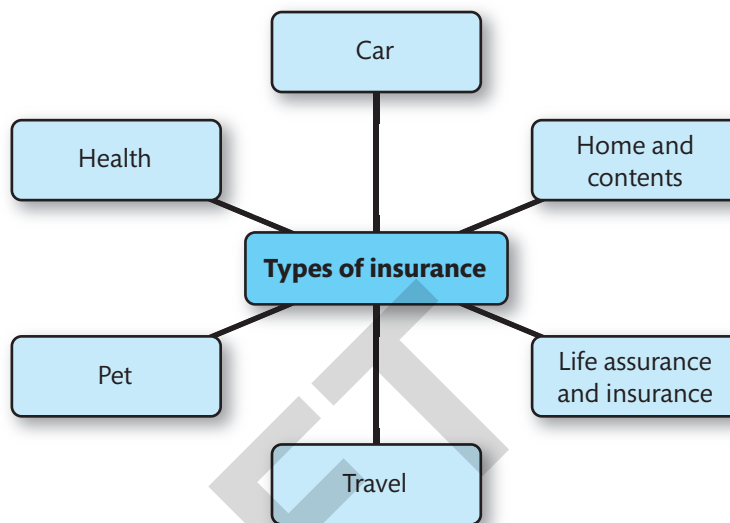 Car
Health
Home and
contents
Types of insurance
Pet
Life assurance
and insurance
Travel